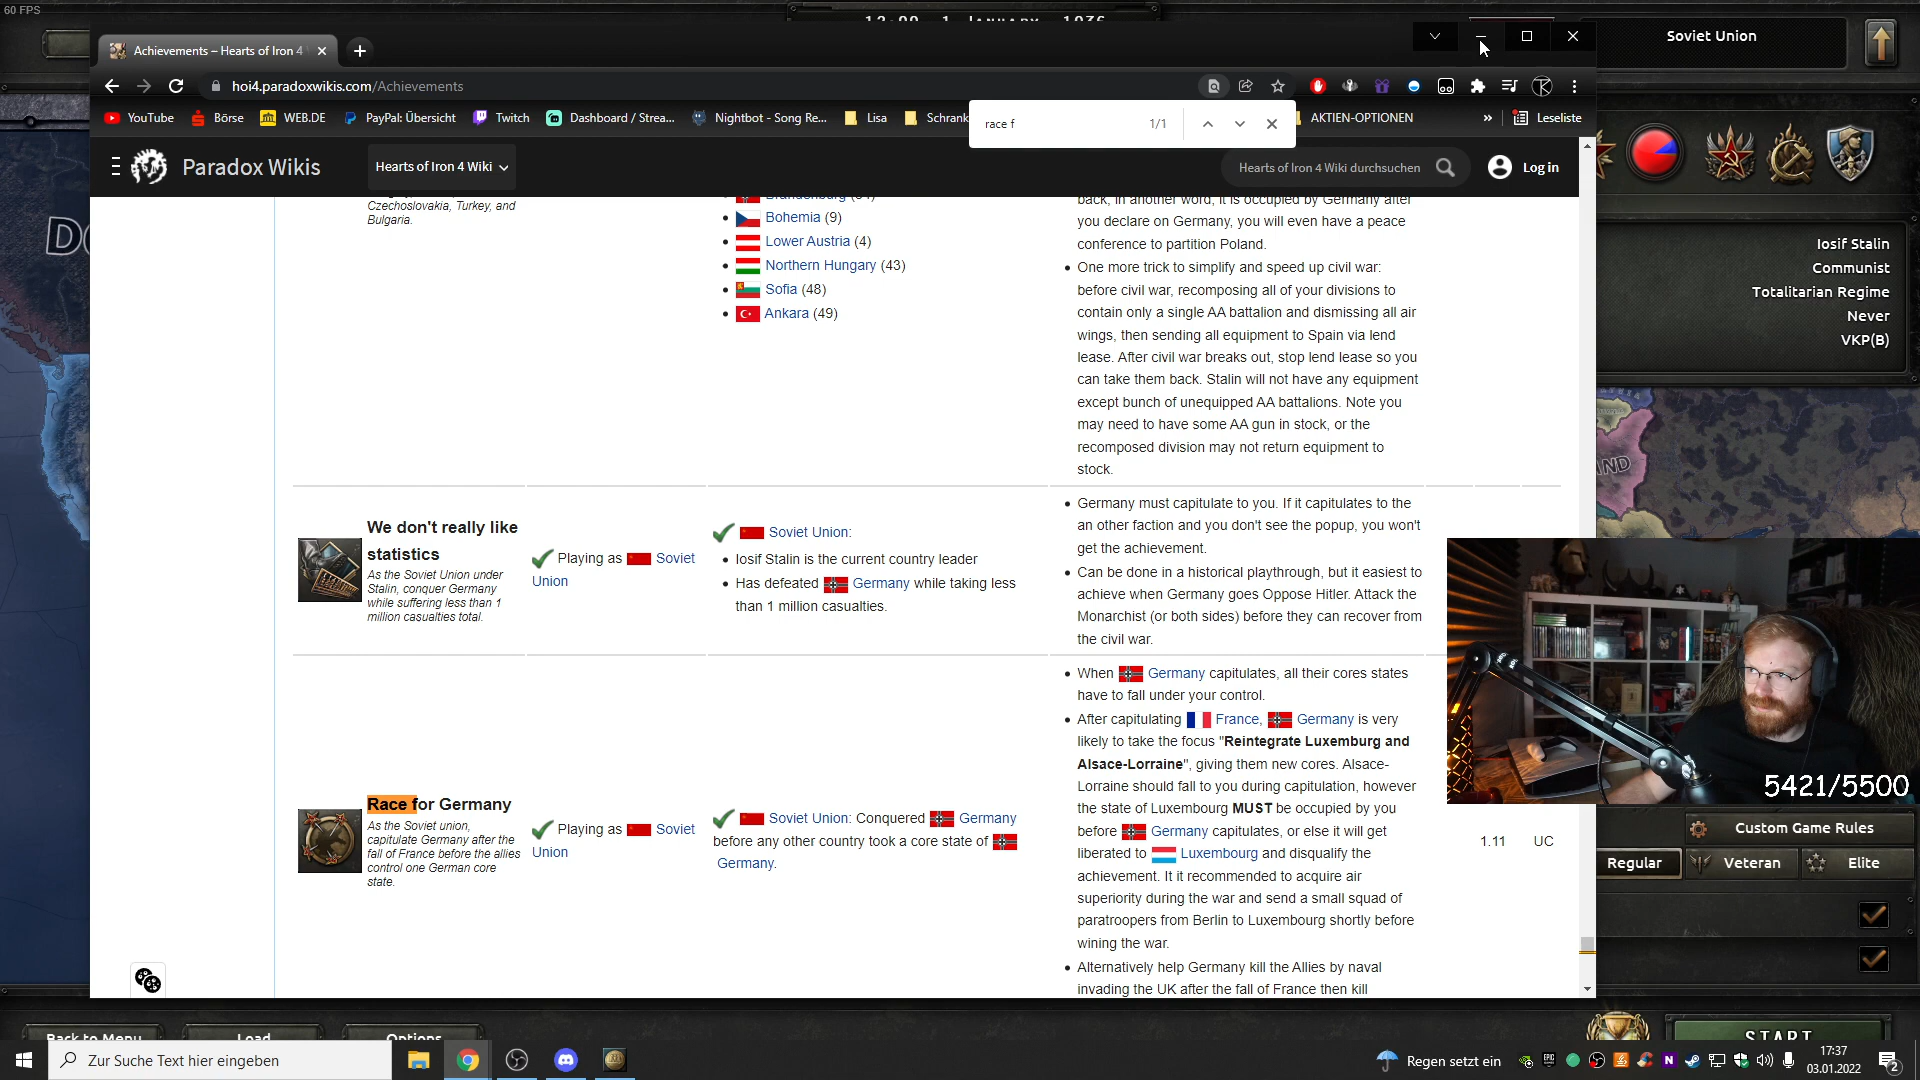 60 FPS
Soviet Union
Achievements – Hearts of Iron 4
hoi4.paradoxwikis.com/Achievements
YouTube
Börse
WEB.DE
PayPal: Übersicht
Twitch
Dashboard / Strea...
Nightbot - Song Re...
Lisa
Schrank
AKTIEN-OPTIONEN
»
Leseliste
race f
1/1
Paradox Wikis
Hearts of Iron 4 Wiki
Hearts of Iron 4 Wiki durchsuchen
Log in
Czechoslovakia, Turkey, and
Bulgaria.
Bohemia (9)
Lower Austria (4)
Northern Hungary (43)
Sofia (48)
Ankara (49)
back, in another word, it is occupied by Germany after
you declare on Germany, you will even have a peace
conference to partition Poland.
One more trick to simplify and speed up civil war:
before civil war, recomposing all of your divisions to
contain only a single AA battalion and dismissing all air
wings, then sending all equipment to Spain via lend
lease. After civil war breaks out, stop lend lease so you
can take them back. Stalin will not have any equipment
except bunch of unequipped AA battalions. Note you
may need to have some AA gun in stock, or the
recomposed division may not return equipment to
stock.
Iosif Stalin
Communist
Totalitarian Regime
Never
VKP(B)
We don't really like
statistics
As the Soviet Union under
Stalin, conquer Germany
while suffering less than 1
million casualties total.
Playing as Soviet
Union
Soviet Union:
Iosif Stalin is the current country leader
Has defeated Germany while taking less
than 1 million casualties.
Germany must capitulate to you. If it capitulates to the
an other faction and you don't see the popup, you won't
get the achievement.
Can be done in a historical playthrough, but it easiest to
achieve when Germany goes Oppose Hitler. Attack the
Monarchist (or both sides) before they can recover from
the civil war.
Race for Germany
As the Soviet union,
capitulate Germany after the
fall of France before the allies
control one German core
state.
Playing as Soviet
Union
Soviet Union: Conquered Germany
before any other country took a core state of
Germany.
When Germany capitulates, all their cores states
have to fall under your control.
After capitulating France, Germany is very
likely to take the focus "Reintegrate Luxemburg and
Alsace-Lorraine", giving them new cores. Alsace-
Lorraine should fall to you during capitulation, however
the state of Luxembourg MUST be occupied by you
before Germany capitulates, or else it will get
liberated to Luxembourg and disqualify the
achievement. It it recommended to acquire air
superiority during the war and send a small squad of
paratroopers from Berlin to Luxembourg shortly before
wining the war.
Alternatively help Germany kill the Allies by naval
invading the UK after the fall of France then kill
1.11
UC
5421/5500
Custom Game Rules
Regular
Veteran
Elite
Back to Menu
Load
Options
START
Zur Suche Text hier eingeben
Regen setzt ein
17:37
03.01.2022
2